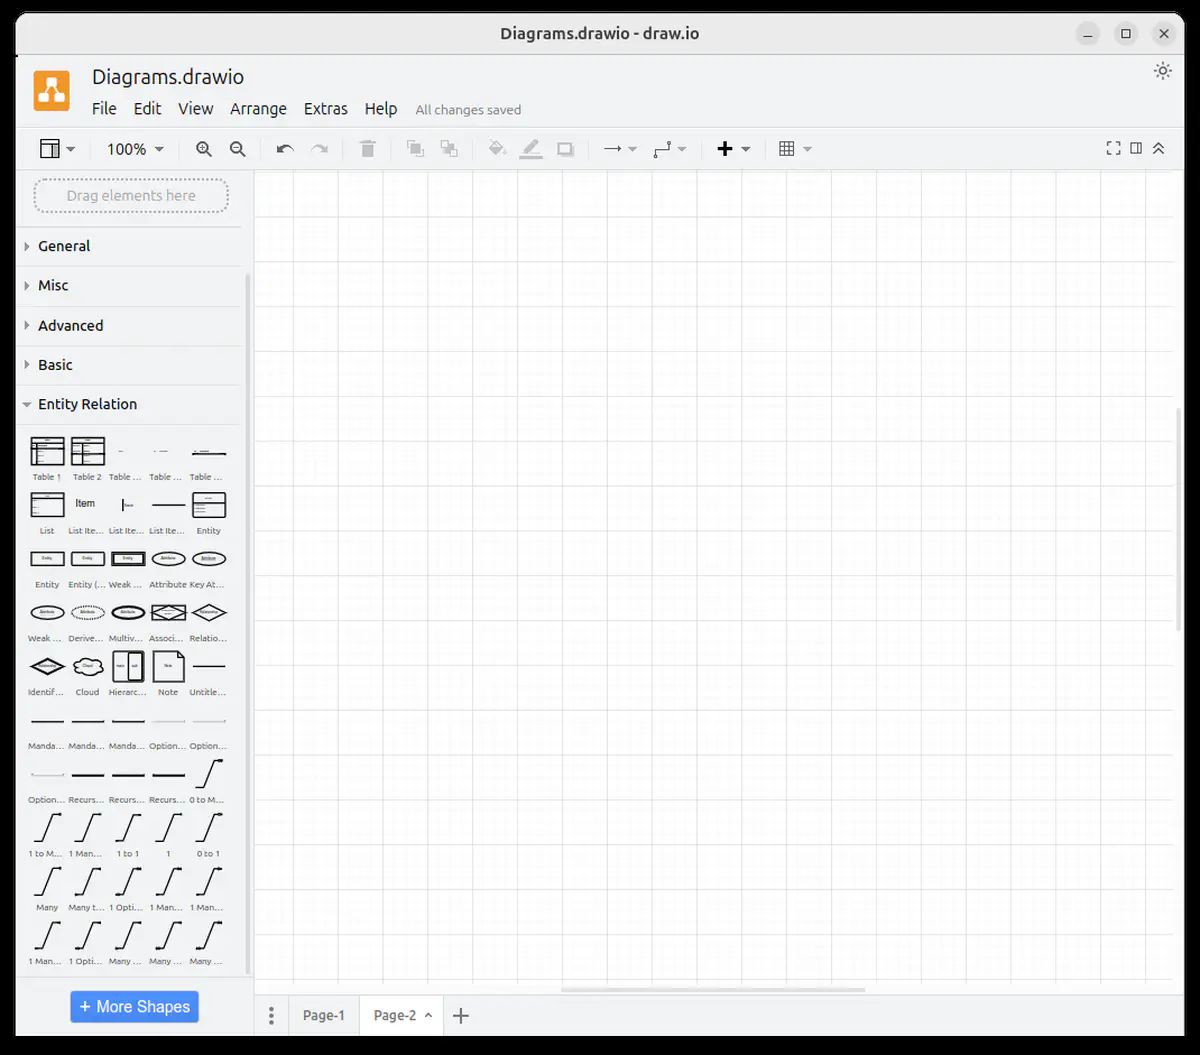 Diagrams.drawio - draw.io
Diagrams.drawio
File Edit View Arrange Extras Help All changes saved
100%
Drag elements here
General
Misc
Advanced
Basic
Entity Relation
Table 1 Table 2 Table ... Table ... Table ...
Item
List List Ite... List Ite... List Ite... Entity
Entity Entity (... Weak ... Attribute Key At...
Weak ... Derive... Multiv... Associ... Relatio...
Identif... Cloud Hierarc... Note Untitle...
Manda... Manda... Manda... Option... Option...
Option... Recurs... Recurs... Recurs... 0 to M...
1 to M... 1 Man... 1 to 1 1 0 to 1
Many Many t... 1 Opti... 1 Man... 1 Man...
1 Man... 1 Opti... Many ... Many ... Many ...
+ More Shapes
Page-1 Page-2